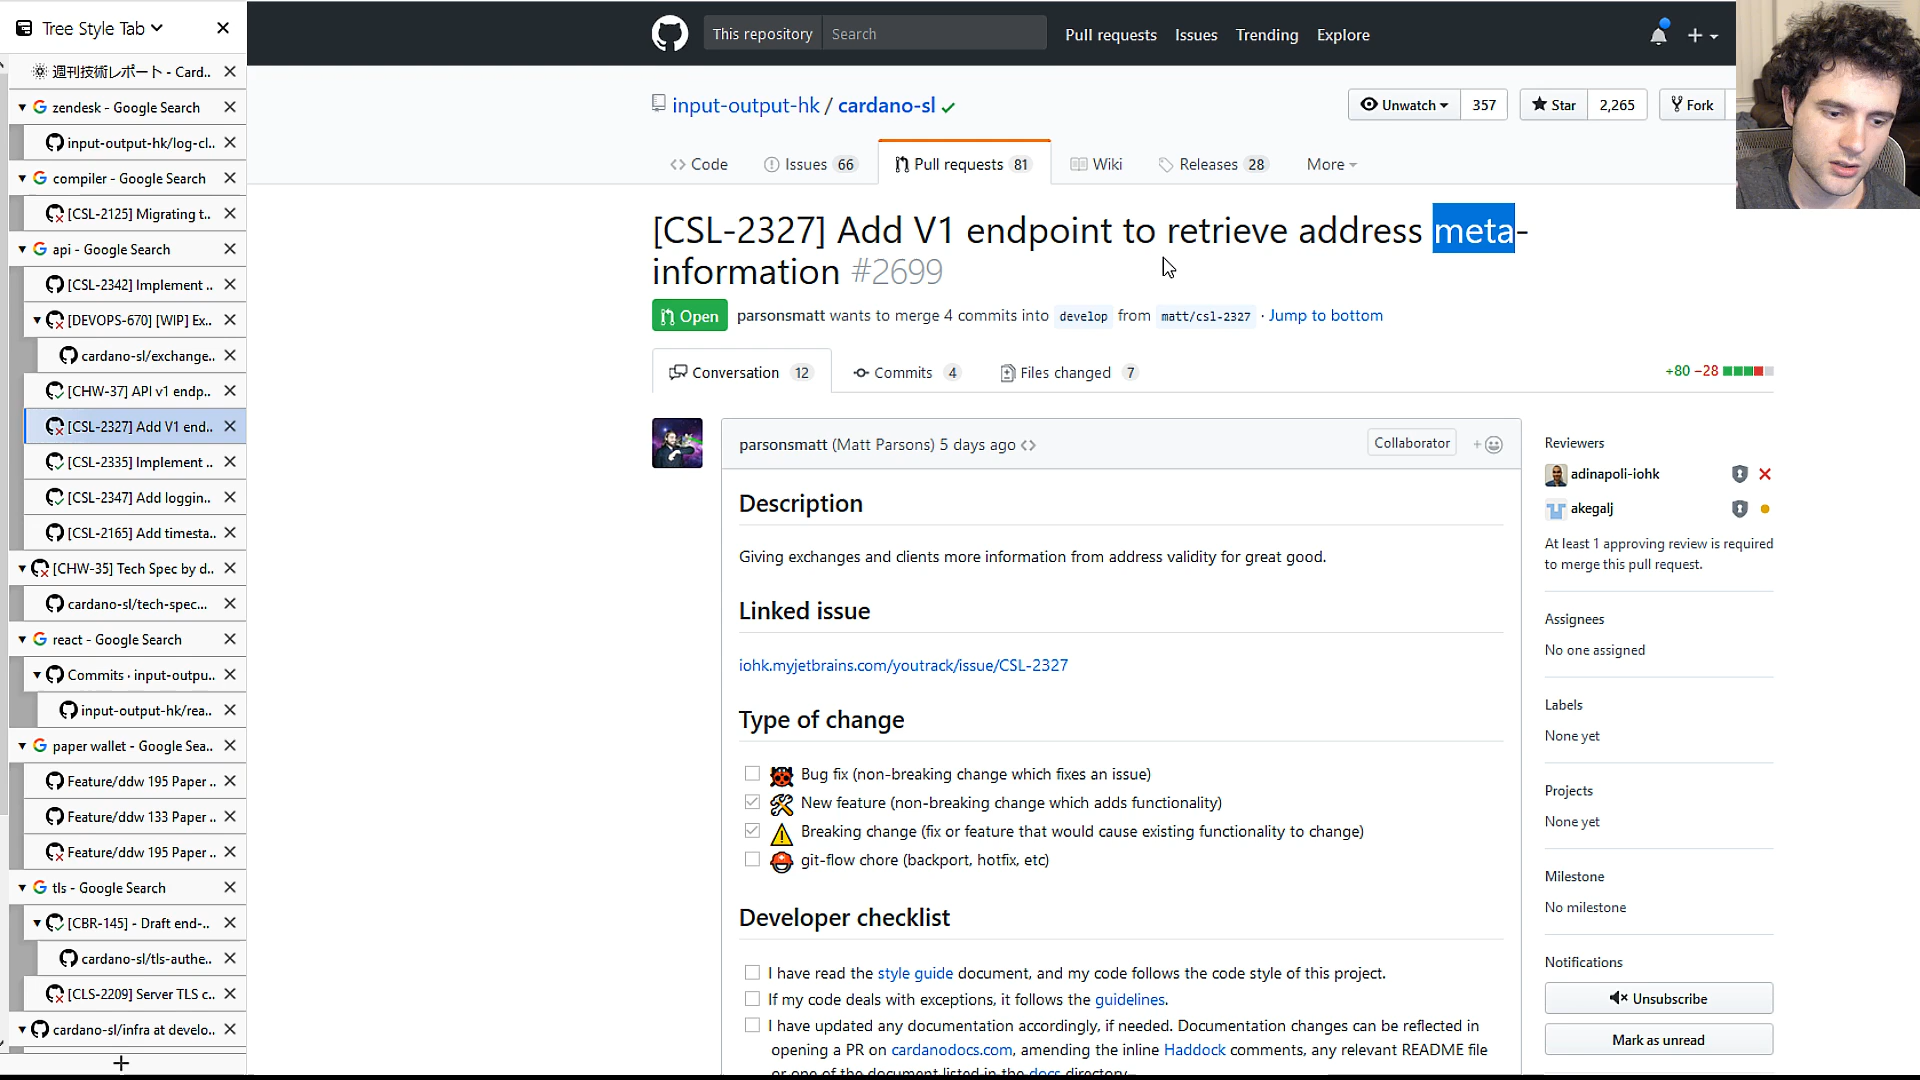 Tree Style Tab
週刊技術レポート - Card..
zendesk - Google Search
input-output-hk/log-cl..
compiler - Google Search
[CSL-2125] Migrating t..
api - Google Search
[CSL-2342] Implement ..
[DEVOPS-670] [WIP] Ex..
cardano-sl/exchange..
[CHW-37] API v1 endp..
[CSL-2327] Add V1 end..
[CSL-2335] Implement ..
[CSL-2347] Add loggin..
[CSL-2165] Add timesta..
[CHW-35] Tech Spec by d..
cardano-sl/tech-spec...
react - Google Search
Commits · input-outpu..
input-output-hk/rea..
paper wallet - Google Sea..
Feature/ddw 195 Paper ..
Feature/ddw 133 Paper ..
Feature/ddw 195 Paper ..
tls - Google Search
[CBR-145] - Draft end-..
cardano-sl/tls-authe..
[CLS-2209] Server TLS c..
cardano-sl/infra at develo..
This repository Search Pull requests Issues Trending Explore
input-output-hk / cardano-sl
Unwatch 357 Star 2,265 Fork
Code Issues 66 Pull requests 81 Wiki Releases 28 More
[CSL-2327] Add V1 endpoint to retrieve address meta-
information #2699
Open parsonsmatt wants to merge 4 commits into develop from matt/csl-2327 · Jump to bottom
Conversation 12 Commits 4 Files changed 7
+80 −28
parsonsmatt (Matt Parsons) 5 days ago Collaborator
Description
Giving exchanges and clients more information from address validity for great good.
Linked issue
iohk.myjetbrains.com/youtrack/issue/CSL-2327
Type of change
Bug fix (non-breaking change which fixes an issue)
New feature (non-breaking change which adds functionality)
Breaking change (fix or feature that would cause existing functionality to change)
git-flow chore (backport, hotfix, etc)
Developer checklist
I have read the style guide document, and my code follows the code style of this project.
If my code deals with exceptions, it follows the guidelines.
I have updated any documentation accordingly, if needed. Documentation changes can be reflected in
opening a PR on cardanodocs.com, amending the inline Haddock comments, any relevant README file
or one of the document listed in the docs directory.
Reviewers
adinapoli-iohk
akegalj
At least 1 approving review is required
to merge this pull request.
Assignees
No one assigned
Labels
None yet
Projects
None yet
Milestone
No milestone
Notifications
Unsubscribe
Mark as unread